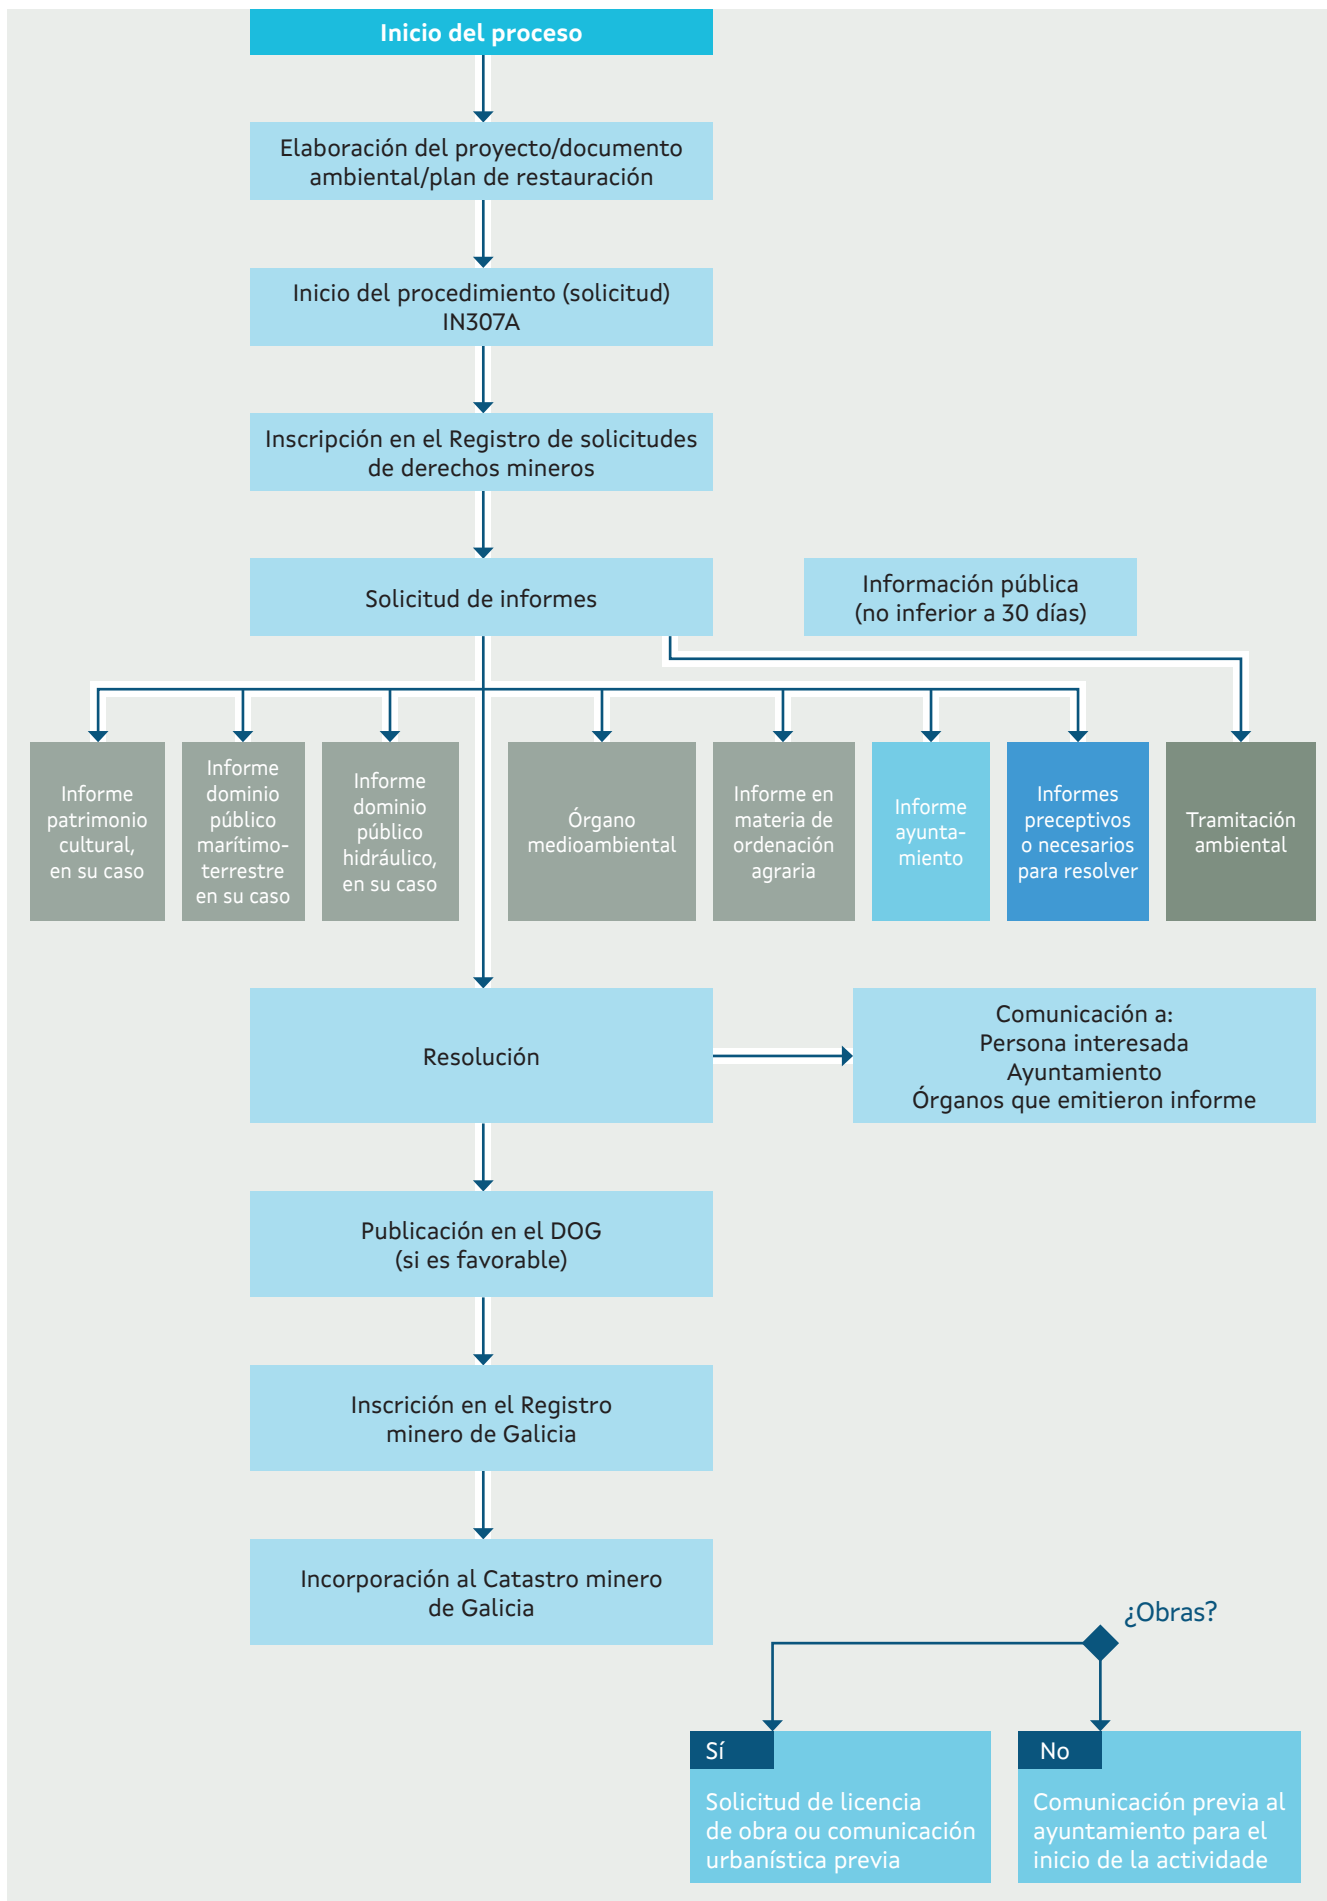 Inicio del proceso
Elaboración del proyecto/documento
ambiental/plan de restauración
Inicio del procedimiento (solicitud)
IN307A
Inscripción en el Registro de solicitudes
de derechos mineros
Solicitud de informes
Información pública
(no inferior a 30 días)
Informe
patrimonio
cultural,
en su caso
Informe
dominio
público
marítimo-
terrestre
en su caso
Informe
dominio
público
hidráulico,
en su caso
Órgano
medioambiental
Informe en
materia de
ordenación
agraria
Informe
ayunta-
miento
Informes
preceptivos
o necesarios
para resolver
Tramitación
ambiental
Resolución
Comunicación a:
Persona interesada
Ayuntamiento
Órganos que emitieron informe
Publicación en el DOG
(si es favorable)
Inscrición en el Registro
minero de Galicia
Incorporación al Catastro minero
de Galicia
¿Obras?
Sí
Solicitud de licencia
de obra ou comunicación
urbanística previa
No
Comunicación previa al
ayuntamiento para el
inicio de la actividade